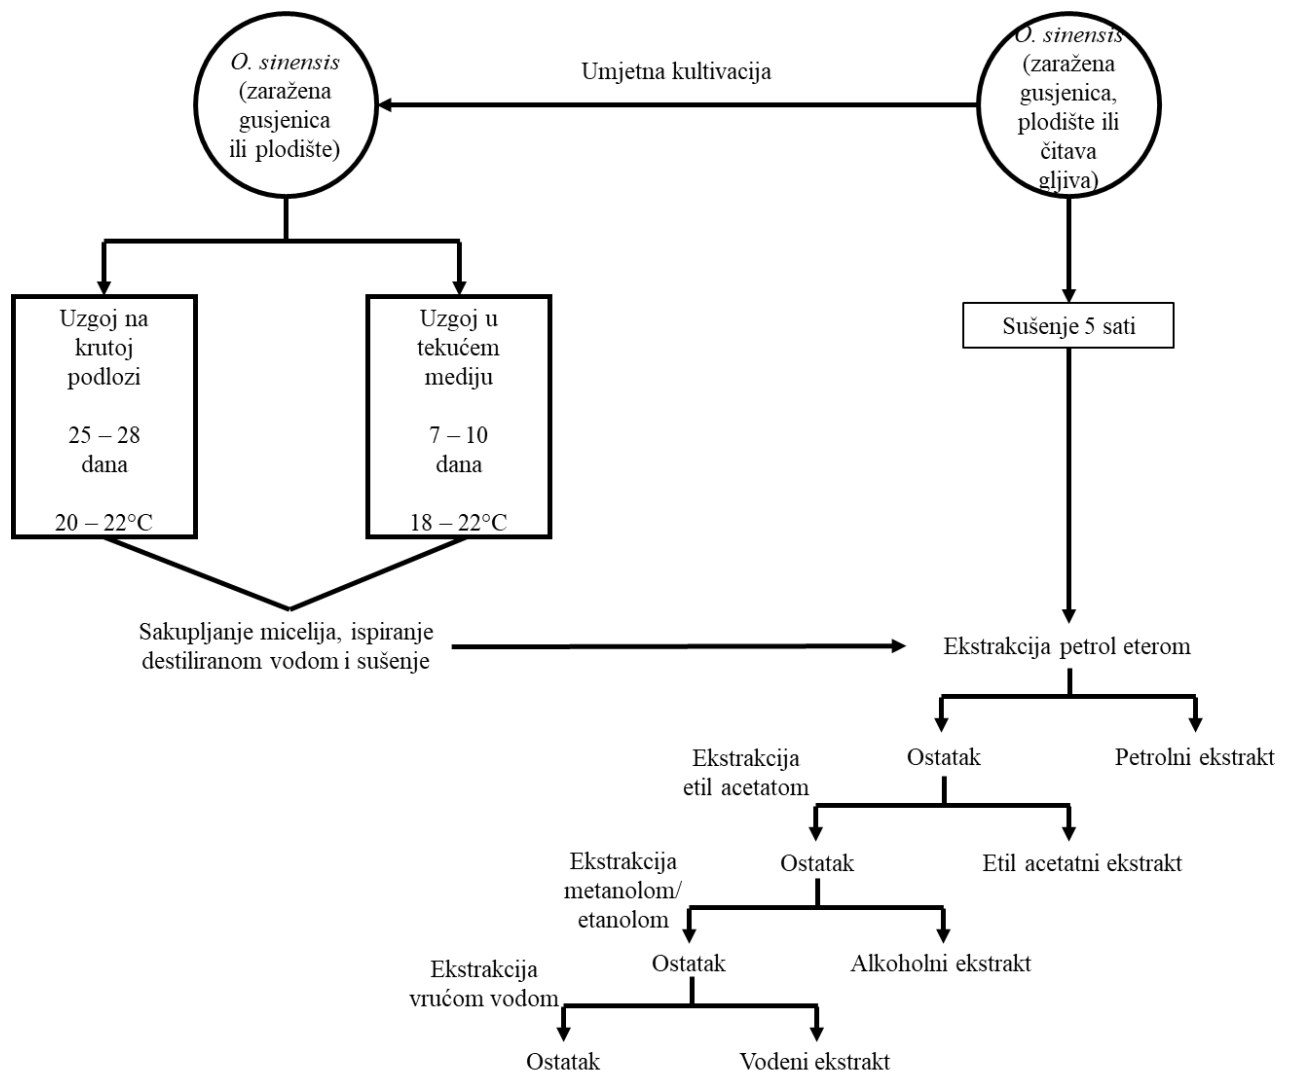 O. sinensis
(zaražena
gusjenica
ili plodište)
Umjetna kultivacija
O. sinensis
(zaražena
gusjenica,
plodište ili
čitava
gljiva)
Uzgoj na
krutoj
podlozi
25 – 28
dana
20 – 22°C
Uzgoj u
tekućem
mediju
7 – 10
dana
18 – 22°C
Sušenje 5 sati
Sakupljanje micelija, ispiranje
destiliranom vodom i sušenje
Ekstrakcija petrol eterom
Ekstrakcija
etil acetatom
Ostatak
Petrolni ekstrakt
Ekstrakcija
metanolom/
etanolom
Ostatak
Etil acetatni ekstrakt
Ekstrakcija
vrućom vodom
Ostatak
Alkoholni ekstrakt
Ostatak
Vodeni ekstrakt